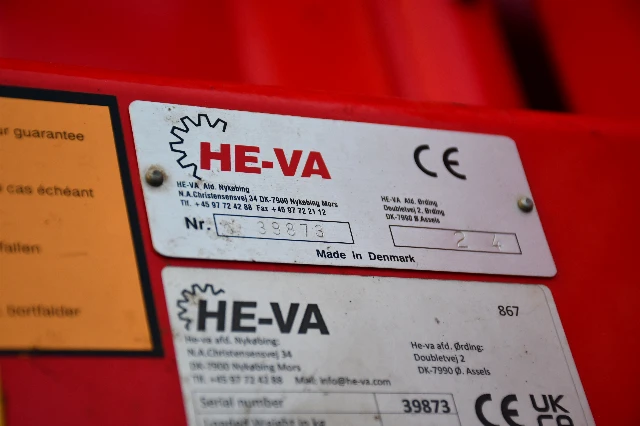 ur guarantee
cas échéant
fallen
bortfalder
HE-VA
CE
HE-VA Afd. Nykøbing
N.A.Christensensvej 34 DK-7900 Nykøbing Mors
Tlf. +45 97 72 42 88 Fax +45 97 72 21 12
HE-VA Afd. Ørding
Doubletvej 2, Ørding
DK-7990 Ø Assels
Nr. 39873
2 4
Made in Denmark
HE-VA
867
He-va afd. Nykøbing:
N.A.Christensensvej 34
DK-7900 Nykøbing Mors
Tlf. +45 97 72 42 88 Mail: info@he-va.com
He-va afd. Ørding:
Doubletvej 2
DK-7990 Ø. Assels
Serial number 39873
CE UK
CA